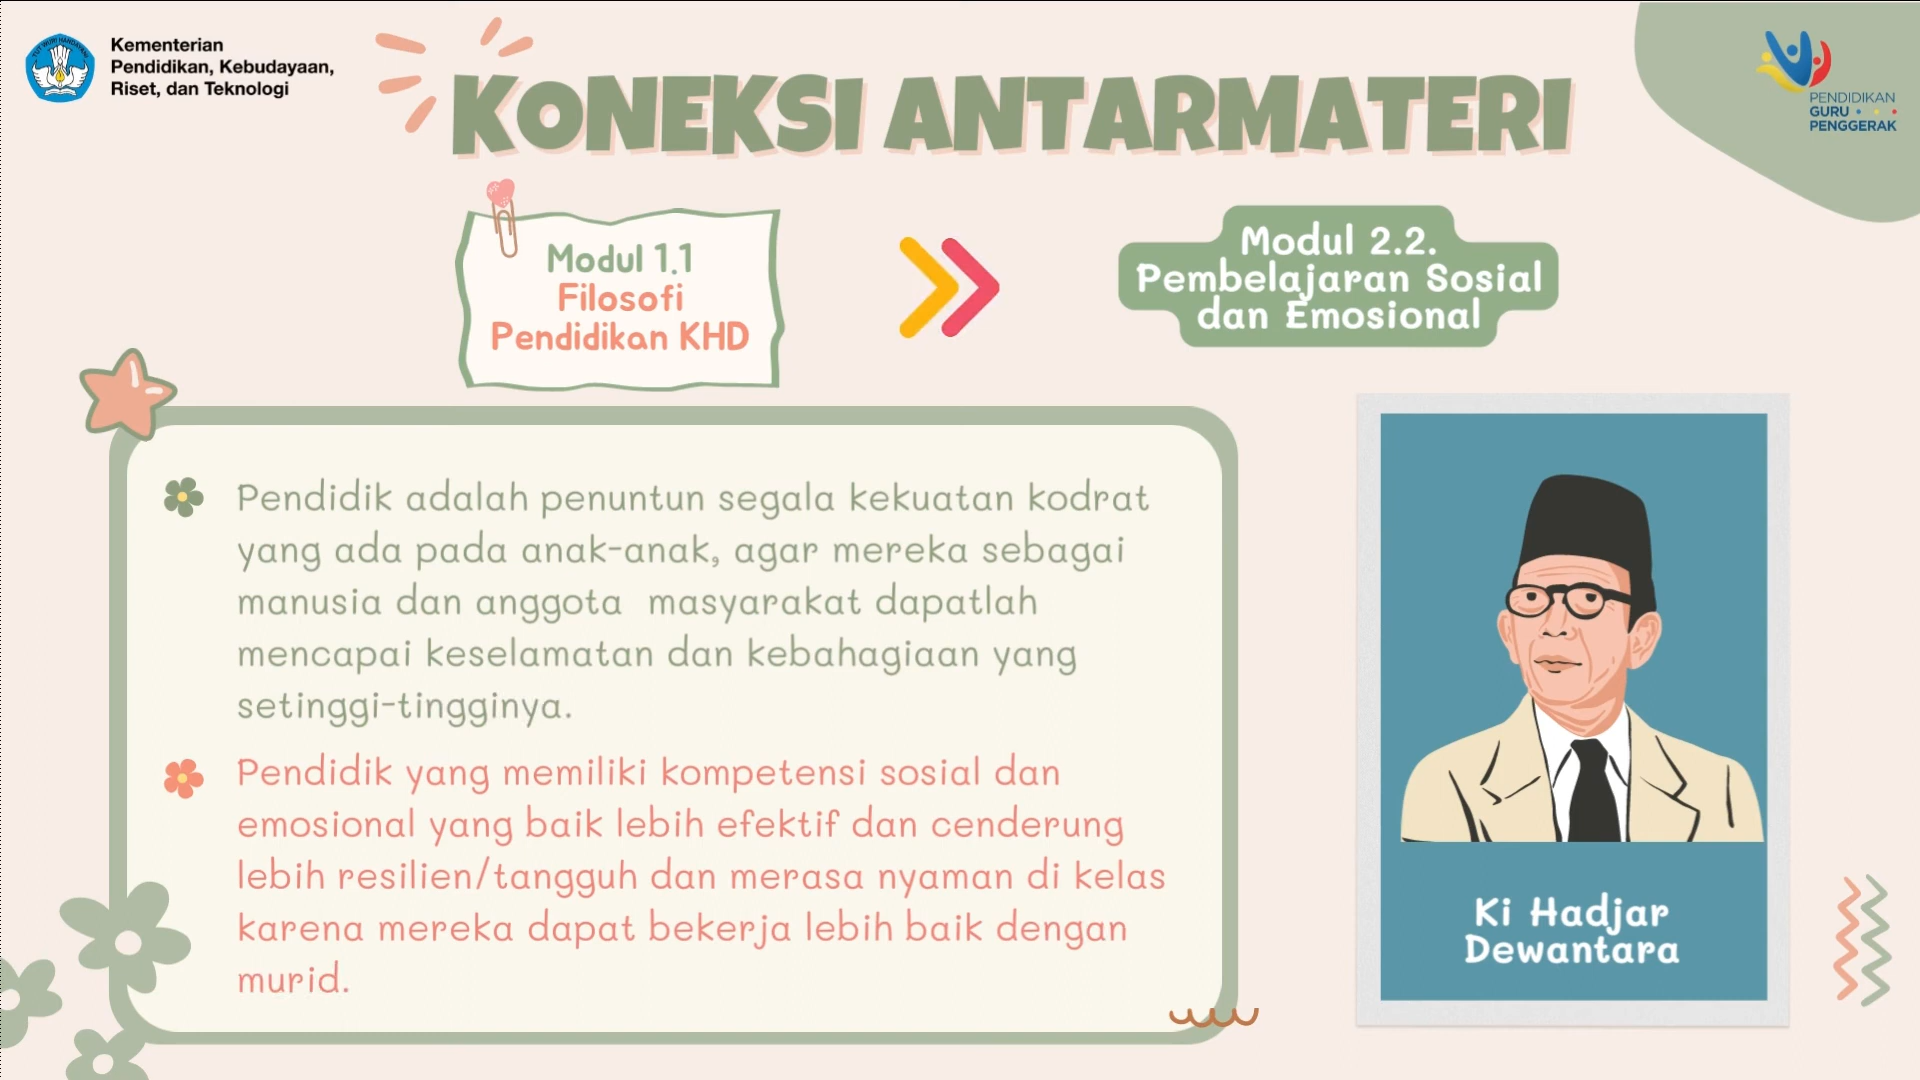 Kementerian
Pendidikan, Kebudayaan,
Riset, dan Teknologi
KONEKSI ANTARMATERI
PENDIDIKAN
GURU
PENGGERAK
Modul 1.1
Filosofi
Pendidikan KHD
Modul 2.2.
Pembelajaran Sosial
dan Emosional
Pendidik adalah penuntun segala kekuatan kodrat
yang ada pada anak-anak, agar mereka sebagai
manusia dan anggota masyarakat dapatlah
mencapai keselamatan dan kebahagiaan yang
setinggi-tingginya.
Pendidik yang memiliki kompetensi sosial dan
emosional yang baik lebih efektif dan cenderung
lebih resilien/tangguh dan merasa nyaman di kelas
karena mereka dapat bekerja lebih baik dengan
murid.
Ki Hadjar
Dewantara